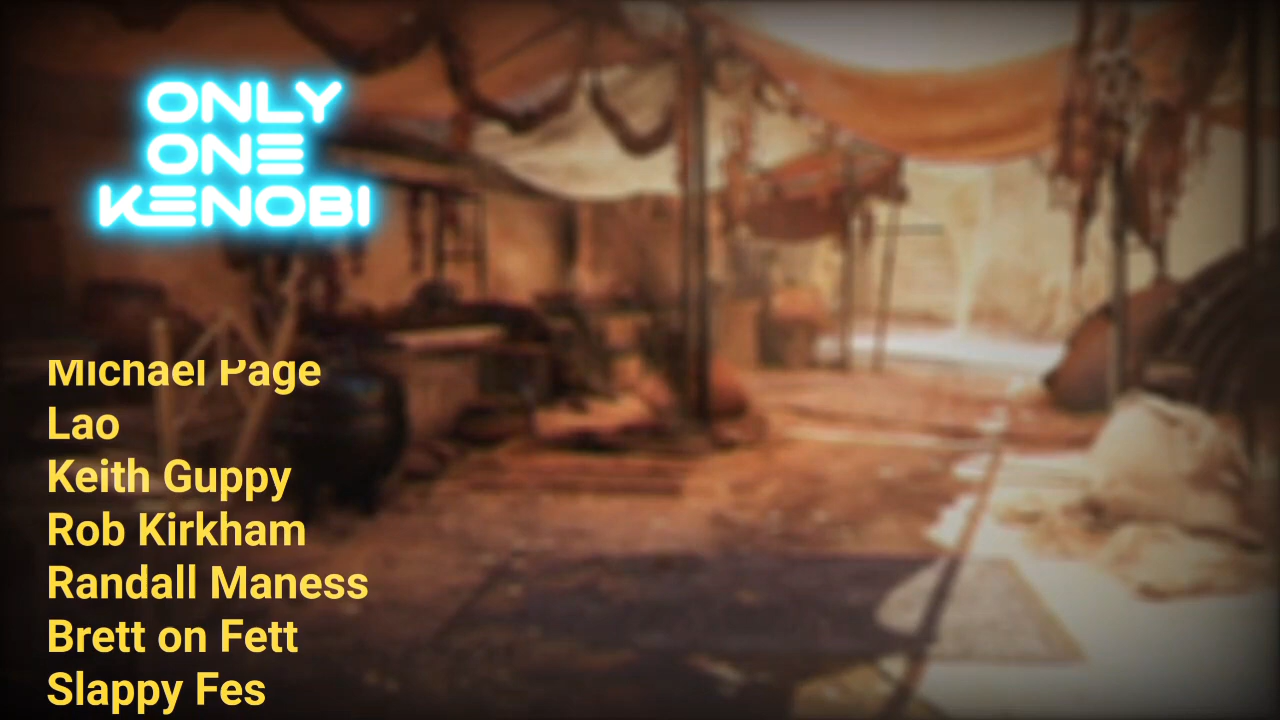 ONLY
ONE
KENOBI
Michael Page
Lao
Keith Guppy
Rob Kirkham
Randall Maness
Brett on Fett
Slappy Fes